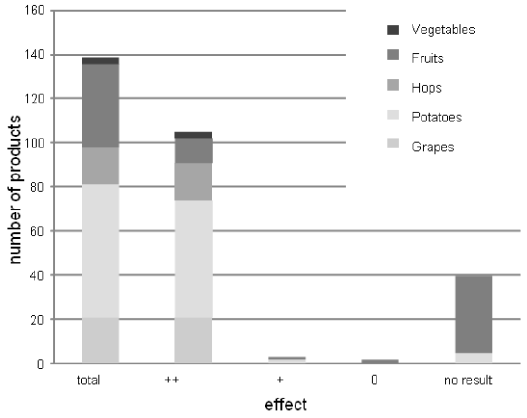 160
140
120
100
80
60
40
20
0
number of products
Vegetables
Fruits
Hops
Potatoes
Grapes
total ++ + 0 no result
effect